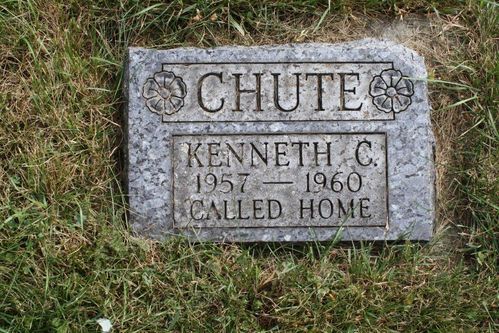 CHUTE
KENNETH C.
1957 — 1960
CALLED HOME